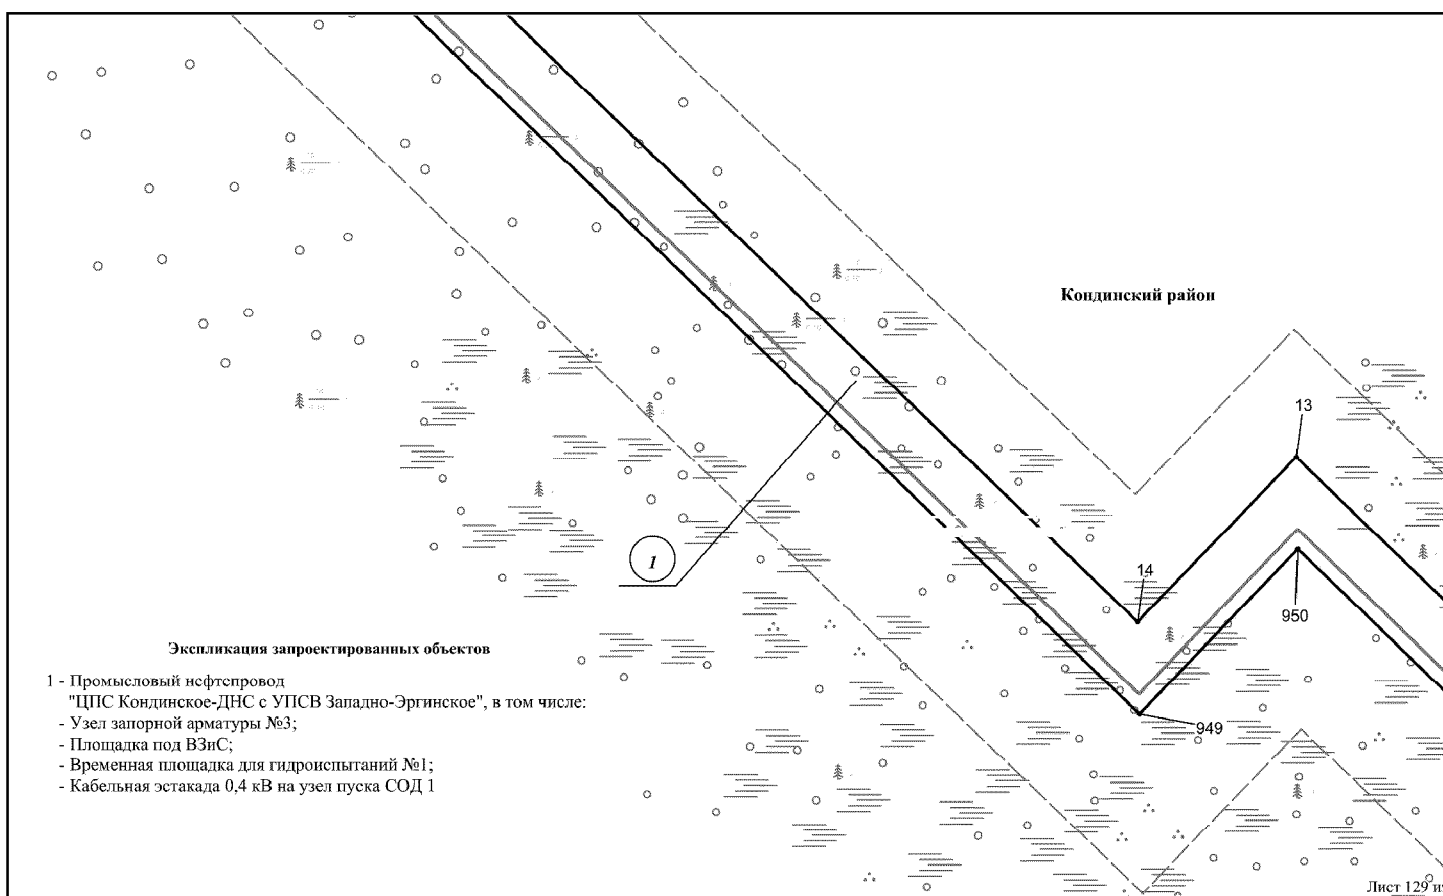 Кондинский район
13
14
1
950
949
Экспликация запроектированных объектов
1 - Промысловый нефтепровод
"ЦПС Кондинское-ДНС с УПСВ Западно-Эргинское", в том числе:
- Узел запорной арматуры №3;
- Площадка под ВЗиС;
- Временная площадка для гидроиспытаний №1;
- Кабельная эстакада 0,4 кВ на узел пуска СОД 1
Лист 129 из